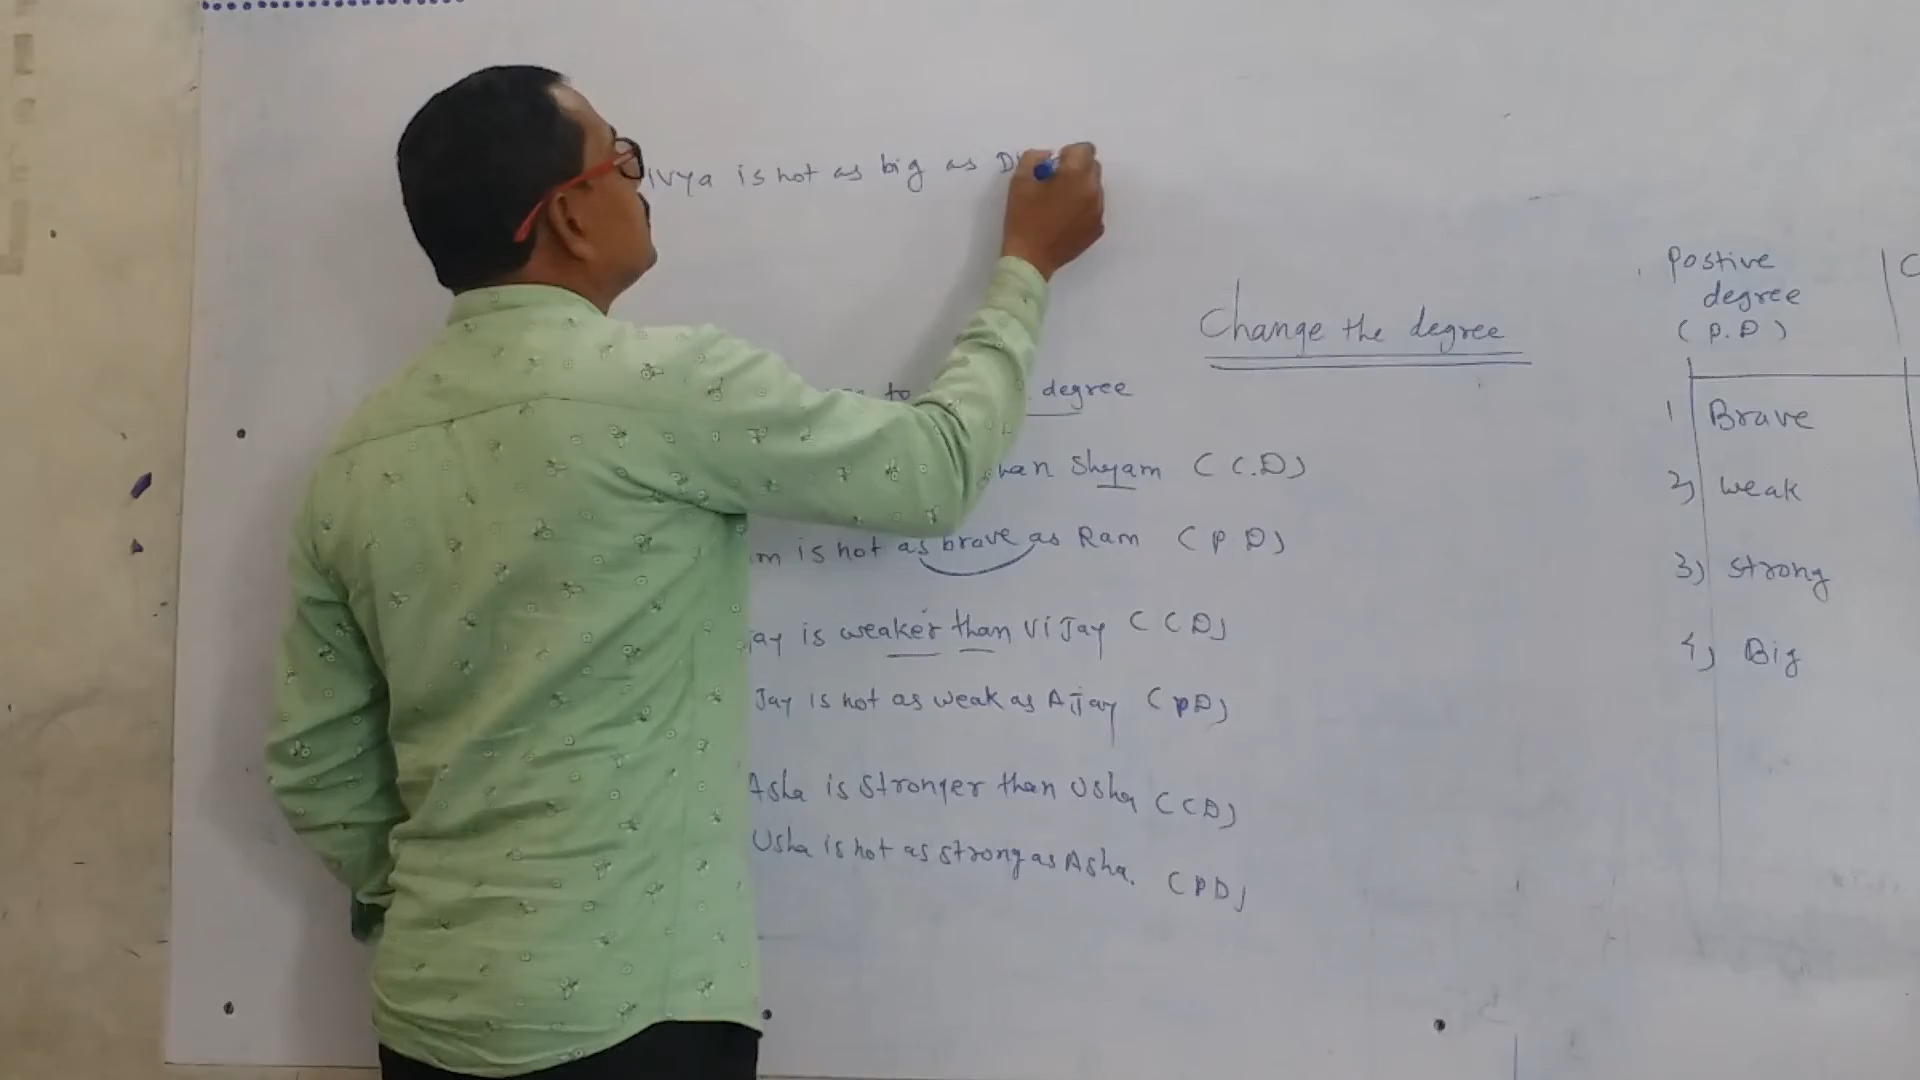 ivya is not as big as
Change the degree
to degree
han Shyam ( C.D)
m is not as brave as Ram ( P D)
jay is weaker than Vijay ( C D)
Jay is not as weak as Ajay ( PD)
Asha is Stronger than Usha ( CD)
Usha is not as strong as Asha. ( PD)
Postive C
degree
( P.D )
1 Brave
2) weak
3) strong
4) Big